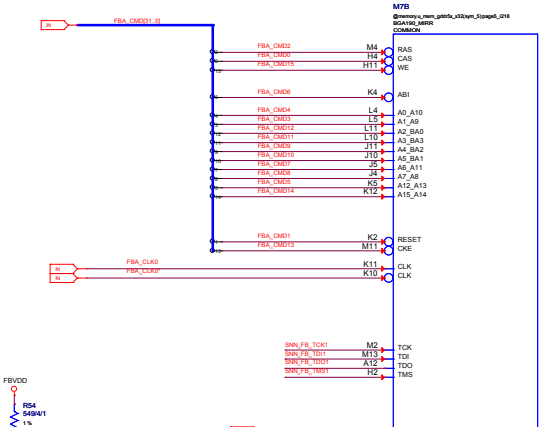 M7B
@memory.u_mem_gddr5x_x32(sym_5)|page5_i218
BGA190_MIRR
COMMON
IN
FBA_CMD[31..0]
FBA_CMD2 M4 RAS
FBA_CMD0 H4 CAS
FBA_CMD15 H11 WE
FBA_CMD6 K4 ABI
FBA_CMD4 L4 A0_A10
FBA_CMD3 L5 A1_A9
FBA_CMD12 L11 A2_BA0
FBA_CMD11 L10 A3_BA3
FBA_CMD9 J11 A4_BA2
FBA_CMD10 J10 A5_BA1
FBA_CMD7 J5 A6_A11
FBA_CMD8 J4 A7_A8
FBA_CMD5 K5 A12_A13
FBA_CMD14 K12 A15_A14
FBA_CMD1 K2 RESET
FBA_CMD13 M11 CKE
IN FBA_CLK0 K11 CLK
IN FBA_CLK0* K10 CLK
SNN_FB_TCK1 M2 TCK
SNN_FB_TDI1 M13 TDI
SNN_FB_TDO1 A12 TDO
SNN_FB_TMS1 H2 TMS
FBVDD
R54
549/4/1
1%